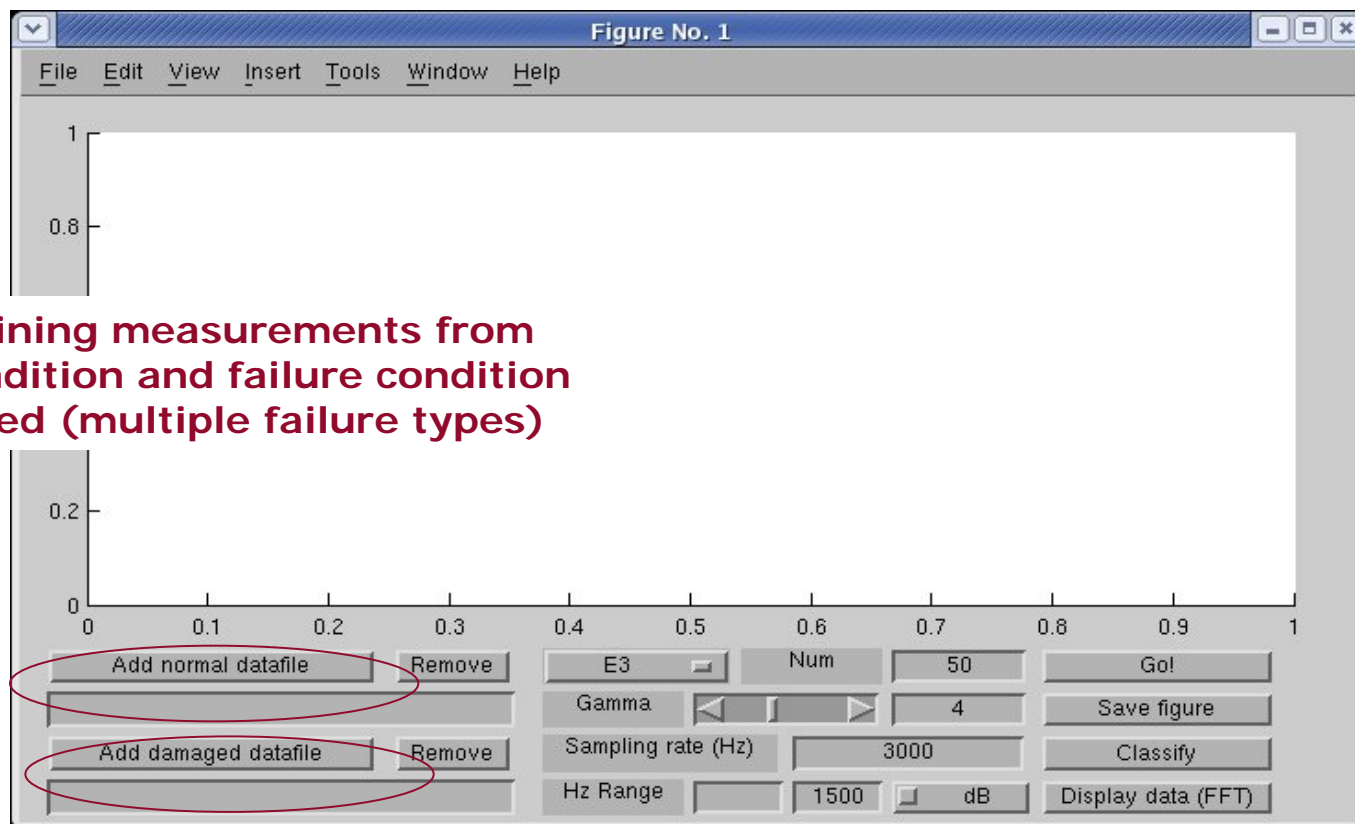 Figure No. 1
File Edit View Insert Tools Window Help
1
0.8
ining measurements from
dition and failure condition
ed (multiple failure types)
0.2
0
0 0.1 0.2 0.3 0.4 0.5 0.6 0.7 0.8 0.9 1
Add normal datafile Remove E3 Num 50 Go!
Gamma 4 Save figure
Add damaged datafile Remove Sampling rate (Hz) 3000 Classify
Hz Range 1500 dB Display data (FFT)